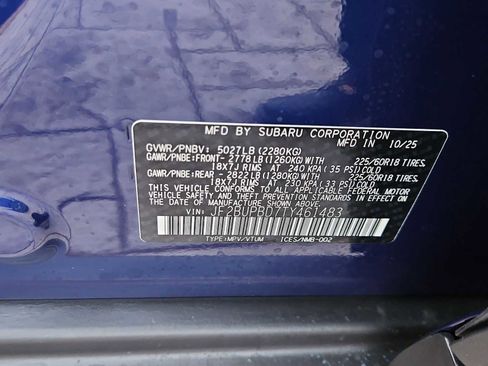 MFD BY SUBARU CORPORATION MFD IN 10/25
GVWR/PNBV: 5027LB (2280KG)
GAWR/PNBE:FRONT- 2778LB (1260KG) WITH 225/60R18 TIRES,
18X7J RIMS AT 240 KPA ( 35 PSI) COLD
GAWR/PNBE:REAR - 2822LB (1280KG) WITH 225/60R18 TIRES,
18X7J RIMS AT 230 KPA ( 33 PSI) COLD
THIS VEHICLE CONFORMS TO ALL APPLICABLE FEDERAL MOTOR
VEHICLE SAFETY STANDARDS IN EFFECT ON THE
DATE OF MANUFACTURE SHOWN ABOVE.
VIN: JF2BUPBD7TY461483
TYPE:MPV/VTUM ICES/NMB-002